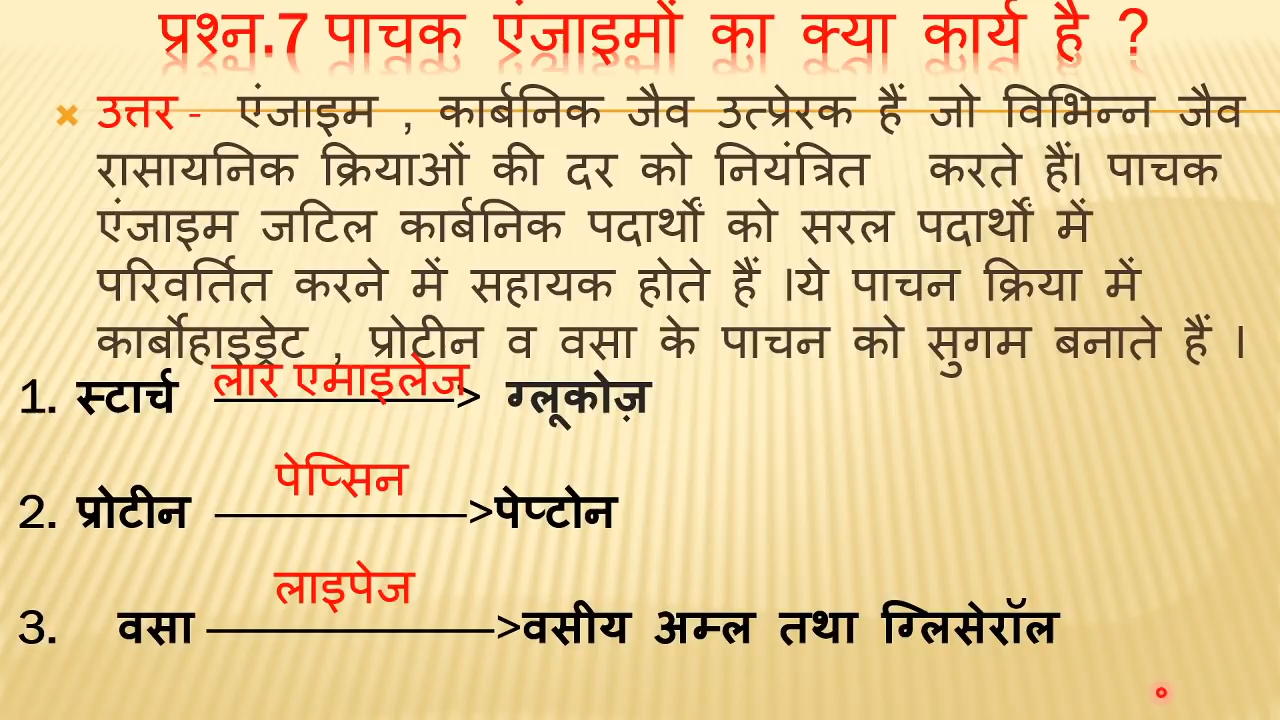 प्रश्न.7 पाचक एंजाइमों का क्या कार्य है ?
उत्तर - एंजाइम , कार्बनिक जैव उत्प्रेरक हैं जो विभिन्न जैव
रासायनिक क्रियाओं की दर को नियंत्रित करते हैं। पाचक
एंजाइम जटिल कार्बनिक पदार्थों को सरल पदार्थों में
परिवर्तित करने में सहायक होते हैं ।ये पाचन क्रिया में
कार्बोहाइड्रेट , प्रोटीन व वसा के पाचन को सुगम बनाते हैं ।
लार एमाइलेज
1. स्टार्च ————————> ग्लूकोज़
पेप्सिन
2. प्रोटीन ————————>पेप्टोन
लाइपेज
3. वसा —————————>वसीय अम्ल तथा ग्लिसेरॉल